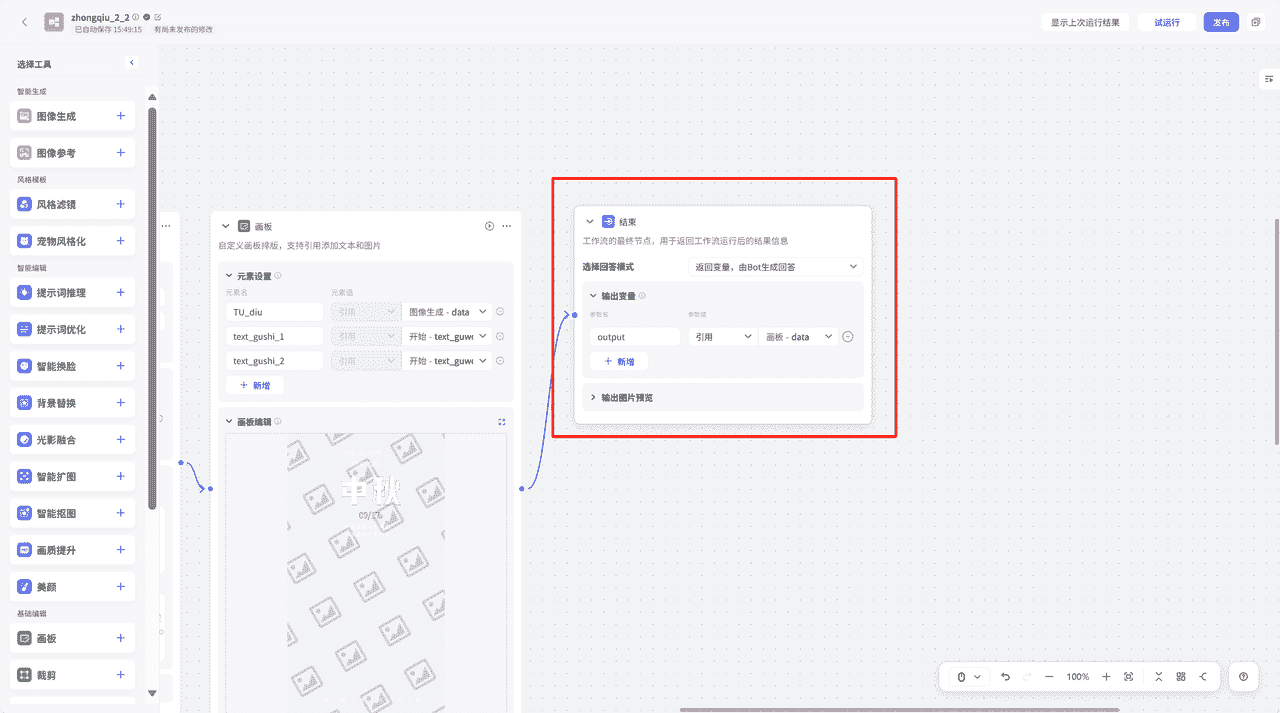 zhongqiu_2_2
已自动保存 15:49:15 有尚未发布的修改
显示上次运行结果
试运行
发布
选择工具
智能生成
图像生成
图像参考
风格模板
风格滤镜
宠物风格化
智能编辑
提示词推理
提示词优化
智能换脸
背景替换
光影融合
智能扩图
智能抠图
画质提升
美颜
基础编辑
画板
裁剪
画板
自定义画板排版，支持引用添加文本和图片
元素设置
元素名 元素值
TU_diu 引用 图像生成 - data
text_gushi_1 引用 开始 - text_guw
text_gushi_2 引用 开始 - text_guw
新增
画板编辑
中秋
结束
工作流的最终节点，用于返回工作流运行后的结果信息
选择回答模式 返回变量，由Bot生成回答
输出变量
参数名 参数值
output 引用 画板 - data
新增
输出图片预览
100%